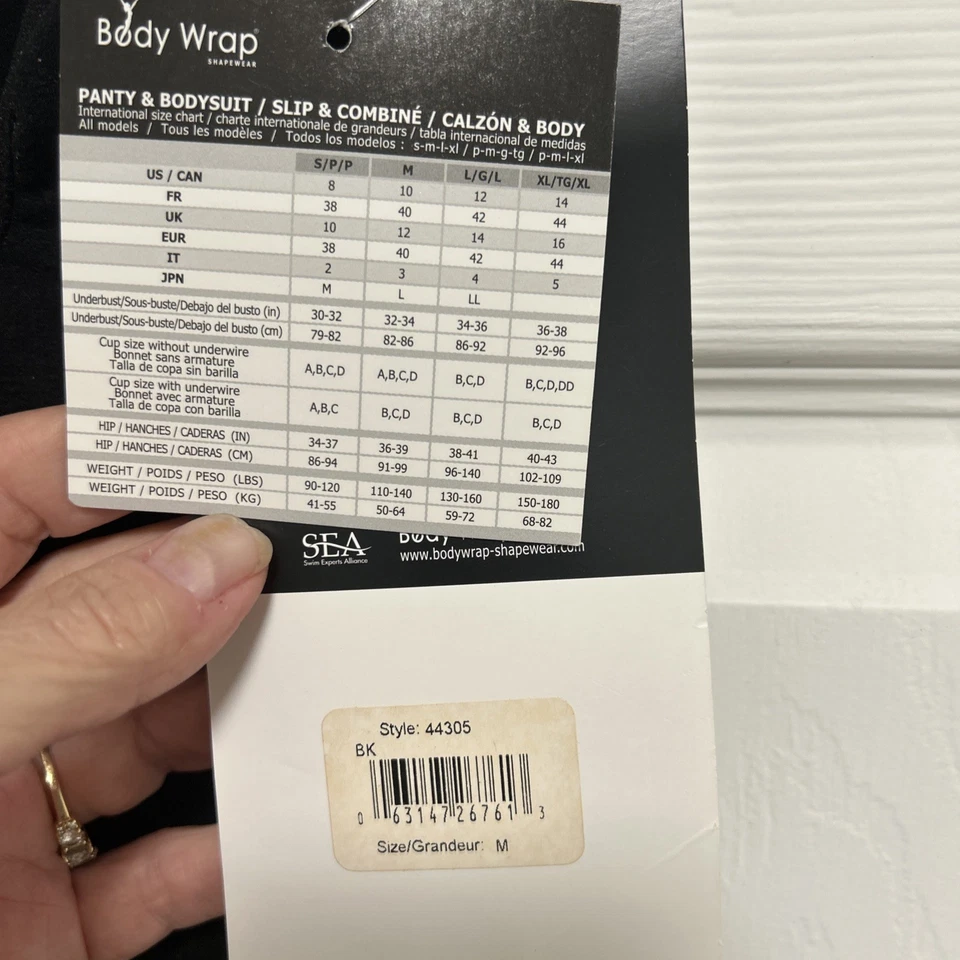 Body Wrap
SHAPEWEAR
PANTY & BODYSUIT / SLIP & COMBINÉ / CALZÓN & BODY
International size chart / charte internationale de grandeurs / tabla internacional de medidas
All models / Tous les modèles / Todos los modelos : s-m-l-xl / p-m-g-tg / p-m-l-xl
S/P/P M L/G/L XL/TG/XL
US / CAN 8 10 12 14
FR 38 40 42 44
UK 10 12 14 16
EUR 38 40 42 44
IT 2 3 4 5
JPN M L LL
Underbust/Sous-buste/Debajo del busto (in) 30-32 32-34 34-36 36-38
Underbust/Sous-buste/Debajo del busto (cm) 79-82 82-86 86-92 92-96
Cup size without underwire
Bonnet sans armature
Talla de copa sin barilla
A,B,C,D A,B,C,D B,C,D B,C,D,DD
Cup size with underwire
Bonnet avec armature
Talla de copa con barilla
A,B,C B,C,D B,C,D B,C,D
HIP / HANCHES / CADERAS (IN) 34-37 36-39 38-41 40-43
HIP / HANCHES / CADERAS (CM) 86-94 91-99 96-140 102-109
WEIGHT / POIDS / PESO (LBS) 90-120 110-140 130-160 150-180
WEIGHT / POIDS / PESO (KG) 41-55 50-64 59-72 68-82
SEA
Swim Experts Alliance
Body
www.bodywrap-shapewear.com
Style: 44305
BK
0 63147 26761 3
Size/Grandeur: M